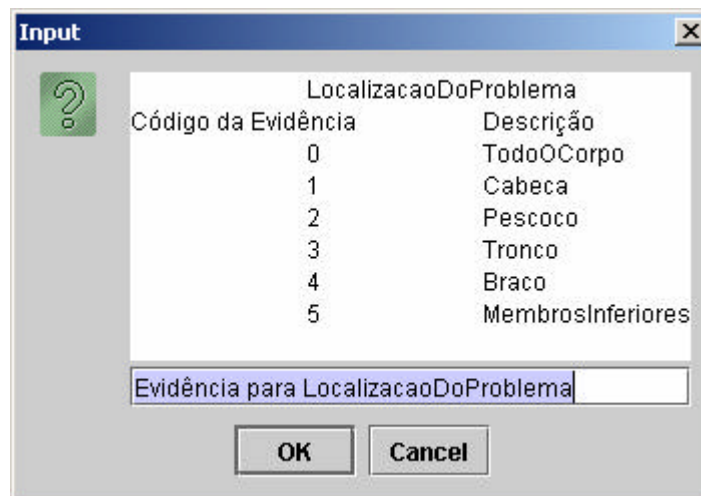 Input
LocalizacaoDoProblema
Código da Evidência Descrição
0 TodoOCorpo
1 Cabeca
2 Pescoco
3 Tronco
4 Braco
5 MembrosInferiores
Evidência para LocalizacaoDoProblema
OK Cancel